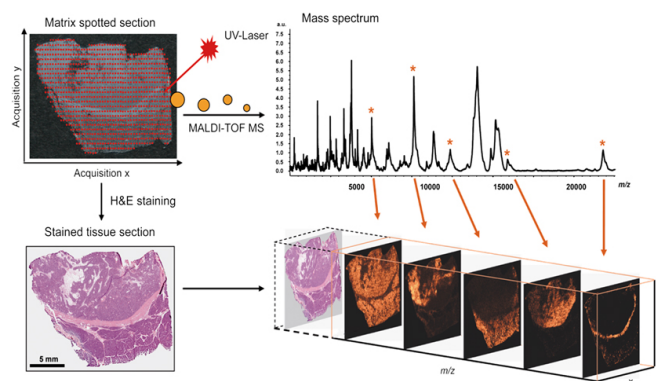 Matrix spotted section
Acquisition y
Acquisition x
UV-Laser
MALDI-TOF MS
H&E staining
Stained tissue section
5 mm
Mass spectrum
a.u.
7.5
7.0
6.5
6.0
5.5
5.0
4.5
4.0
3.5
3.0
2.5
2.0
1.5
1.0
0.5
0.0
5000
10000
15000
20000
m/z
*
*
*
*
*
m/z